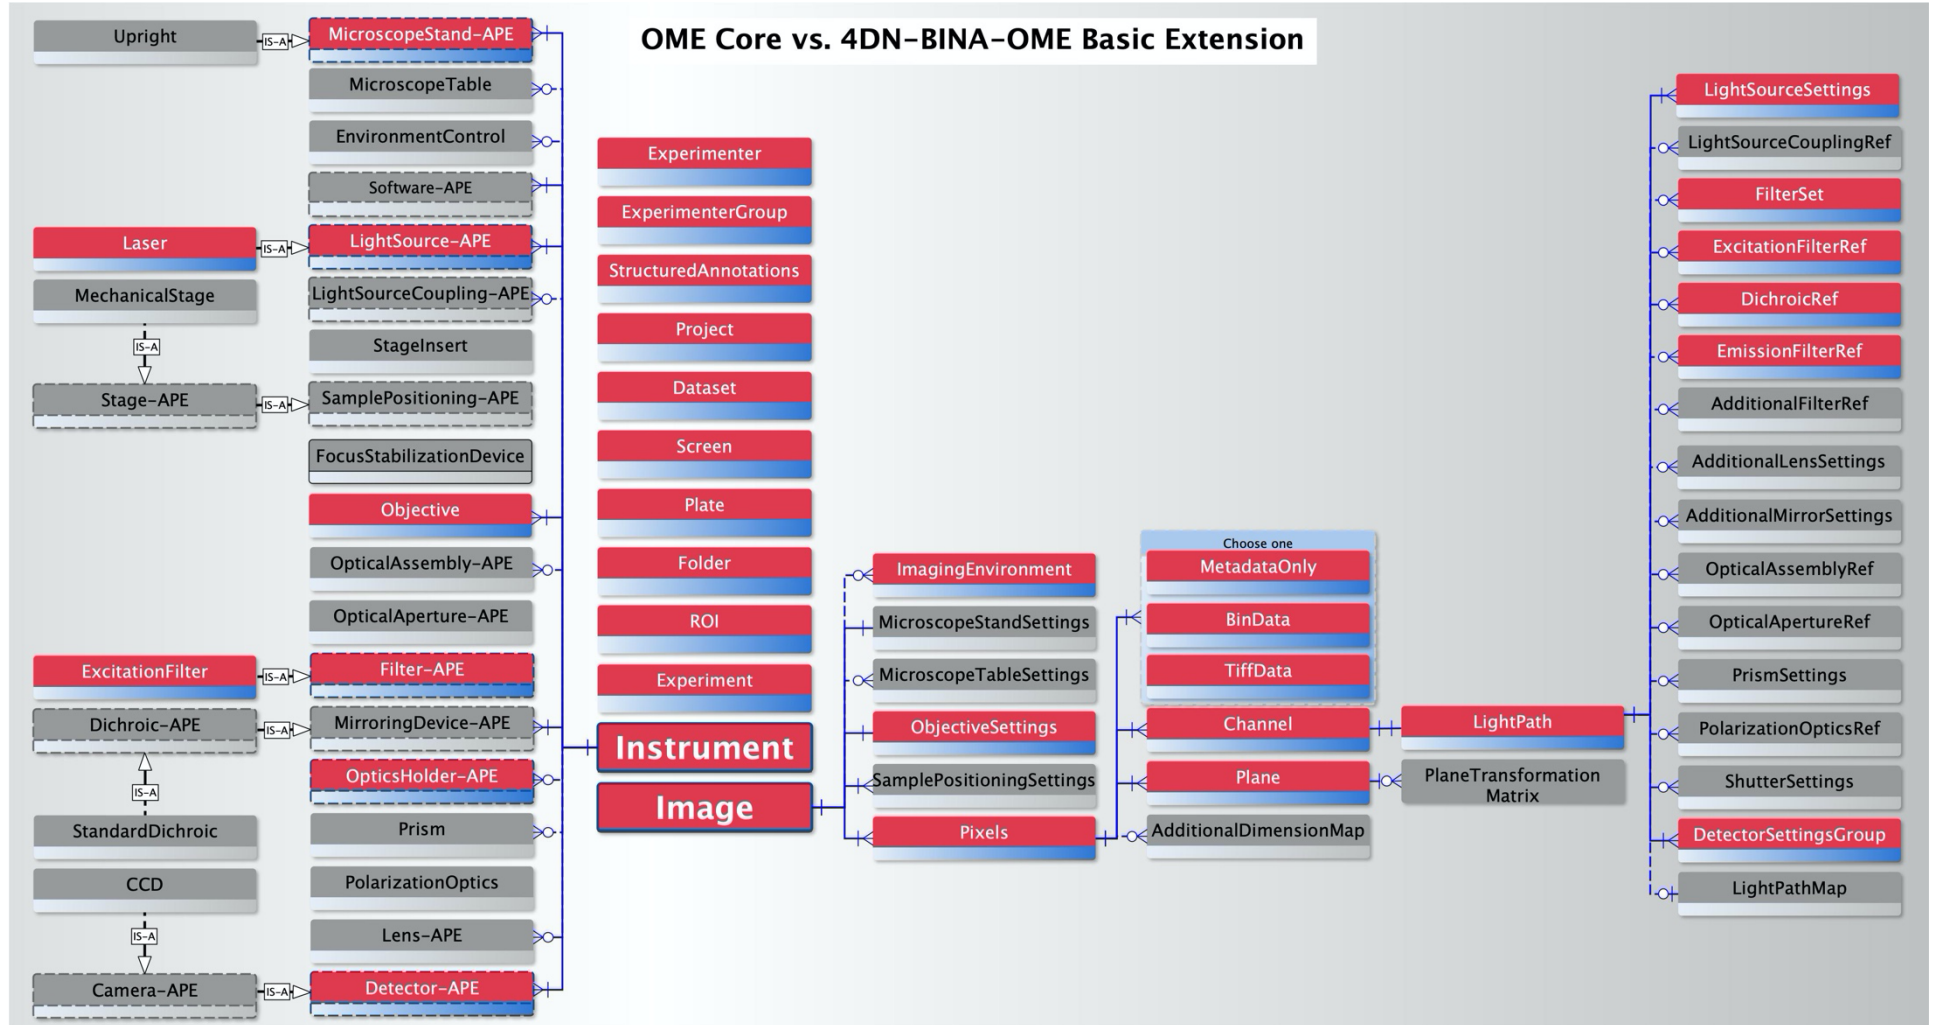 OME Core vs. 4DN-BINA-OME Basic Extension
Upright
IS-A
MicroscopeStand-APE
MicroscopeTable
EnvironmentControl
Software-APE
Laser
IS-A
LightSource-APE
MechanicalStage
LightSourceCoupling-APE
IS-A
StageInsert
Stage-APE
IS-A
SamplePositioning-APE
FocusStabilizationDevice
Objective
OpticalAssembly-APE
OpticalAperture-APE
ExcitationFilter
IS-A
Filter-APE
Dichroic-APE
IS-A
MirroringDevice-APE
IS-A
OpticsHolder-APE
StandardDichroic
Prism
CCD
PolarizationOptics
IS-A
Lens-APE
Camera-APE
IS-A
Detector-APE
Experimenter
ExperimenterGroup
StructuredAnnotations
Project
Dataset
Screen
Plate
Folder
ROI
Experiment
Instrument
Image
ImagingEnvironment
MicroscopeStandSettings
MicroscopeTableSettings
ObjectiveSettings
SamplePositioningSettings
Pixels
Choose one
MetadataOnly
BinData
TiffData
Channel
Plane
AdditionalDimensionMap
LightPath
PlaneTransformation
Matrix
LightSourceSettings
LightSourceCouplingRef
FilterSet
ExcitationFilterRef
DichroicRef
EmissionFilterRef
AdditionalFilterRef
AdditionalLensSettings
AdditionalMirrorSettings
OpticalAssemblyRef
OpticalApertureRef
PrismSettings
PolarizationOpticsRef
ShutterSettings
DetectorSettingsGroup
LightPathMap